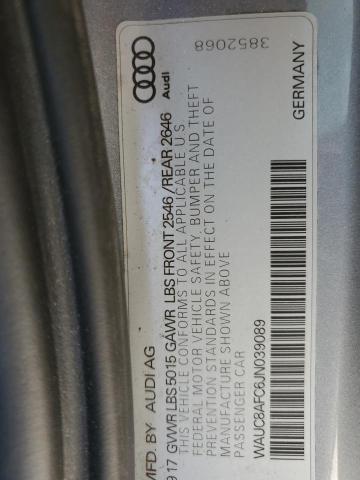 Audi
3852068
GERMANY
MFD. BY AUDI AG
917 GVWR LBS 5015 GAWR LBS FRONT 2546 /REAR 2646
THIS VEHICLE CONFORMS TO ALL APPLICABLE U.S
FEDERAL MOTOR VEHICLE SAFETY, BUMPER AND THEFT
PREVENTION STANDARDS IN EFFECT ON THE DATE OF
MANUFACTURE SHOWN ABOVE
PASSENGER CAR
WAUC8AFC6JN039089